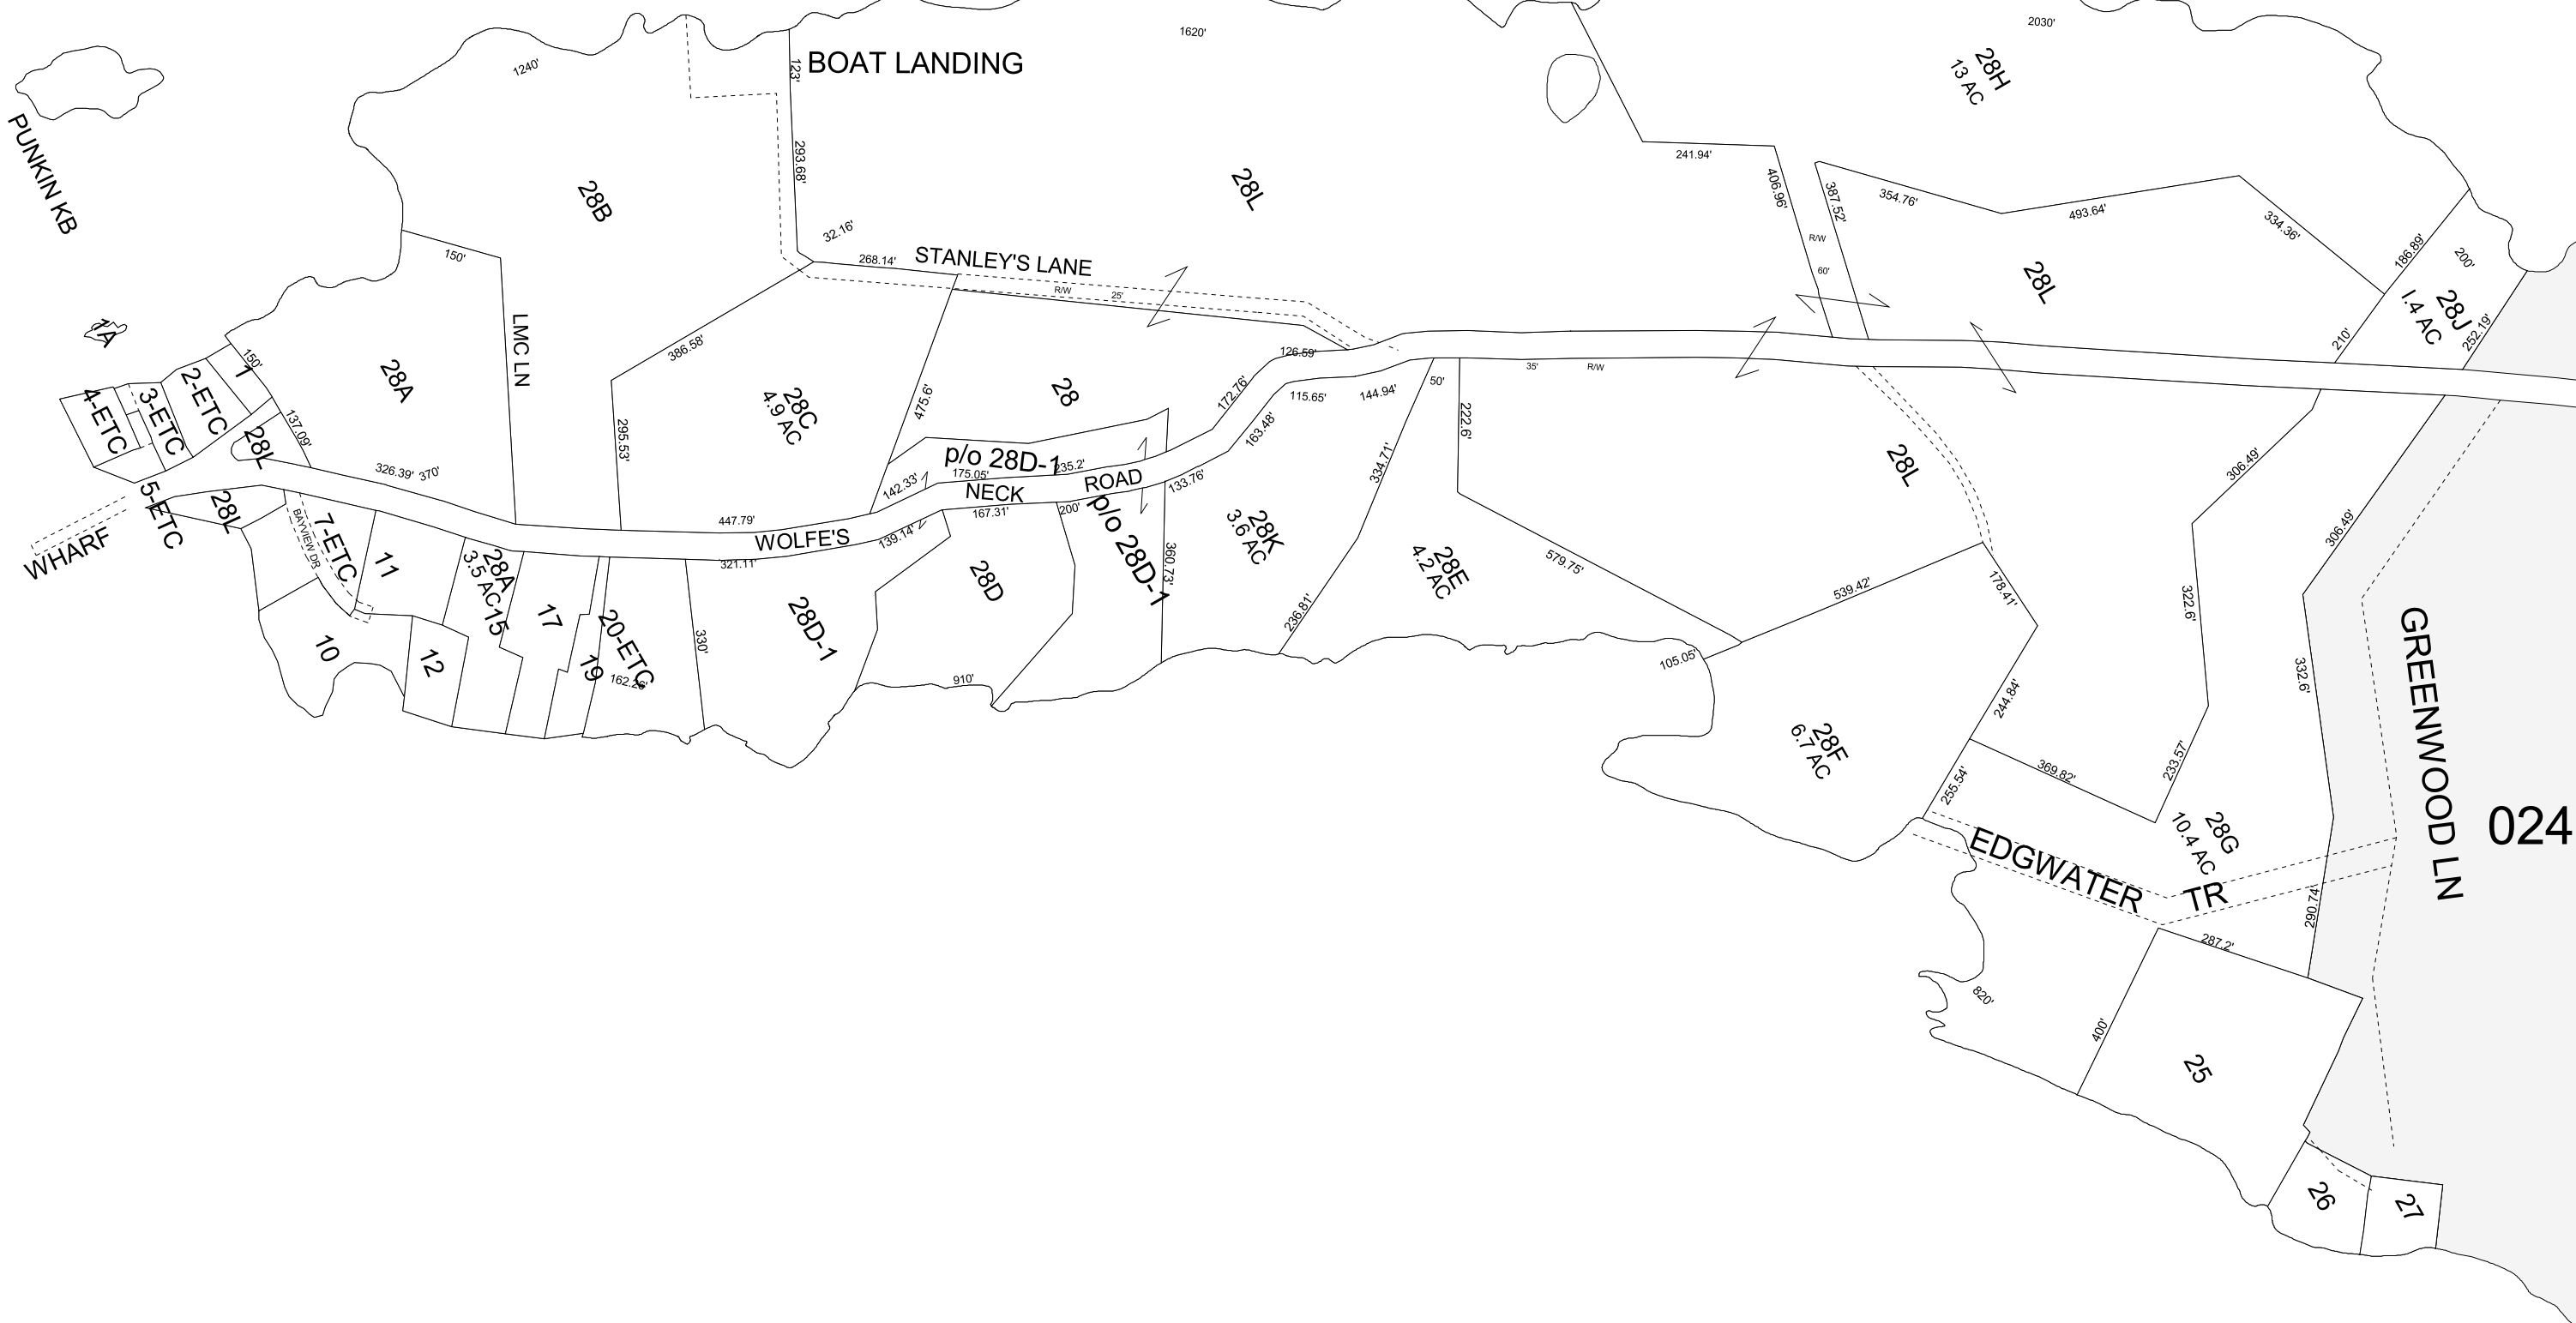 2030'
1620'
1240'
123'
BOAT LANDING
28H
13 AC
PUNKIN KB
293.68'
241.94'
406.96'
387.52'
354.76'
493.64'
334.36'
28B
28L
32.16'
150'
268.14'
STANLEY'S LANE
R/W
25'
R/W
60'
28L
186.89'
200'
28J
1.4 AC
252.19'
210'
1A
LMC LN
150'
1
2-ETC
3-ETC
4-ETC
28A
386.58'
126.59'
35'
R/W
28L
137.09'
326.39'
370'
295.53'
28C
4.9 AC
475.6'
28
172.76'
115.65'
144.94'
50'
163.48'
222.6'
334.71'
p/o 28D-1
175.05'
235.2'
142.33'
133.76'
28L
306.49'
306.49'
5-ETC
28L
WHARF
BAYVIEW DR
7-ETC
11
447.79'
WOLFE'S
NECK
ROAD
139.14'
167.31'
200'
p/o 28D-1
360.73'
28K
3.6 AC
28E
4.2 AC
236.81'
579.75'
539.42'
178.41'
322.6'
332.6'
321.11'
28A
3.5 AC
15
17
19
20-ETC
162.26'
330'
28D-1
28D
910'
10
12
105.05'
244.84'
28F
6.7 AC
255.54'
369.82'
233.57'
28G
10.4 AC
GREENWOOD LN
024
EDGWATER TR
290.74'
287.2'
820'
400'
25
26
27